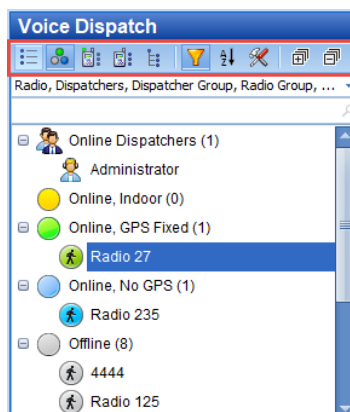 Voice Dispatch
Radio, Dispatchers, Dispatcher Group, Radio Group, ...
Online Dispatchers (1)
Administrator
Online, Indoor (0)
Online, GPS Fixed (1)
Radio 27
Online, No GPS (1)
Radio 235
Offline (8)
4444
Radio 125